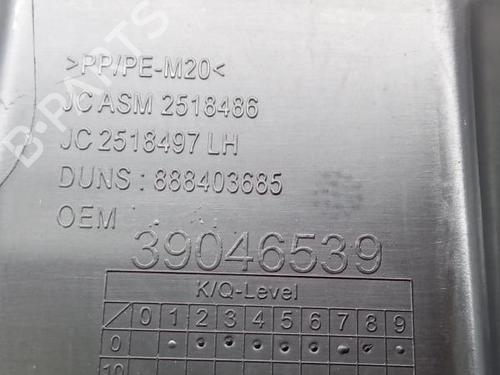 >PP/PE-M20<
JC ASM 2518486
JC 2518497 LH
DUNS : 888403685
OEM
39046539
K/Q-Level
0 1 2 3 4 5 6 7 8 9
0
10
B-PARTS